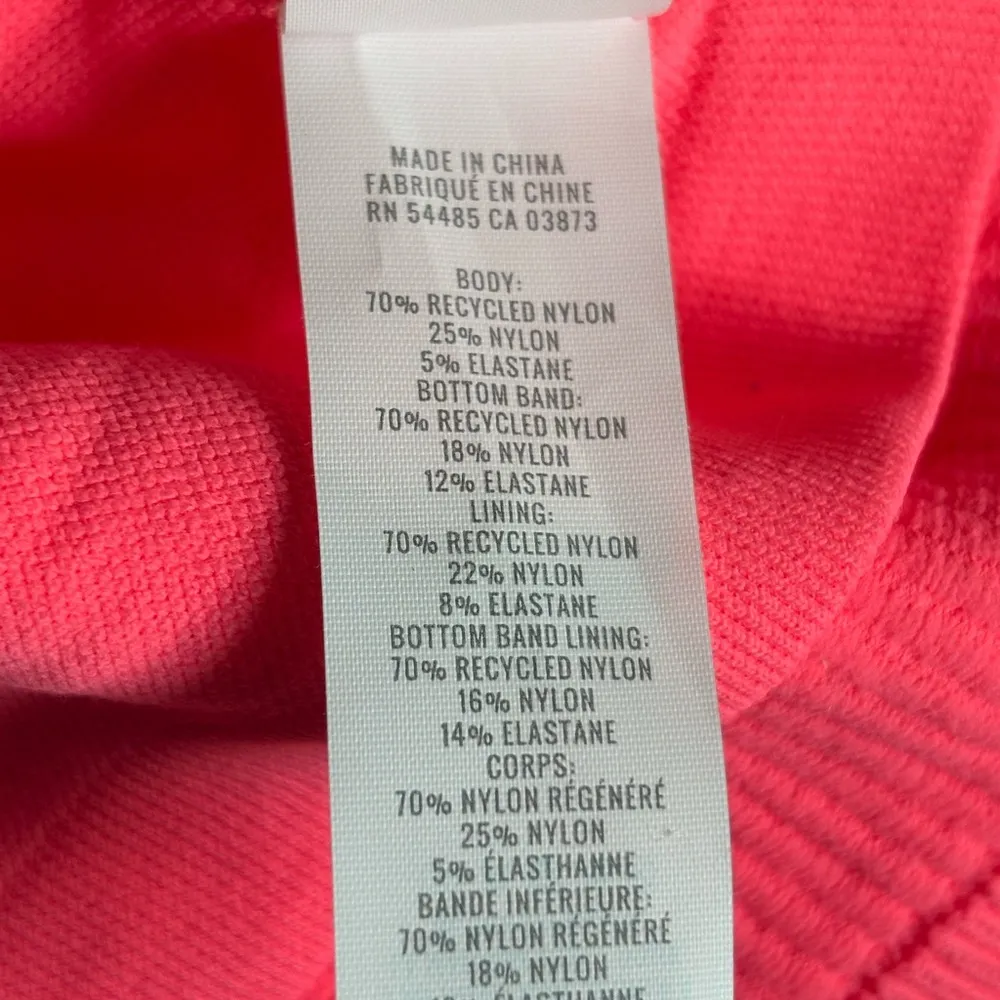 MADE IN CHINA
FABRIQUÉ EN CHINE
RN 54485 CA 03873
BODY:
70% RECYCLED NYLON
25% NYLON
5% ELASTANE
BOTTOM BAND:
70% RECYCLED NYLON
18% NYLON
12% ELASTANE
LINING:
70% RECYCLED NYLON
22% NYLON
8% ELASTANE
BOTTOM BAND LINING:
70% RECYCLED NYLON
16% NYLON
14% ELASTANE
CORPS:
70% NYLON RÉGÉNÉRÉ
25% NYLON
5% ÉLASTHANNE
BANDE INFÉRIEURE:
70% NYLON RÉGÉNÉRÉ
18% NYLON
ÉLASTHANNE